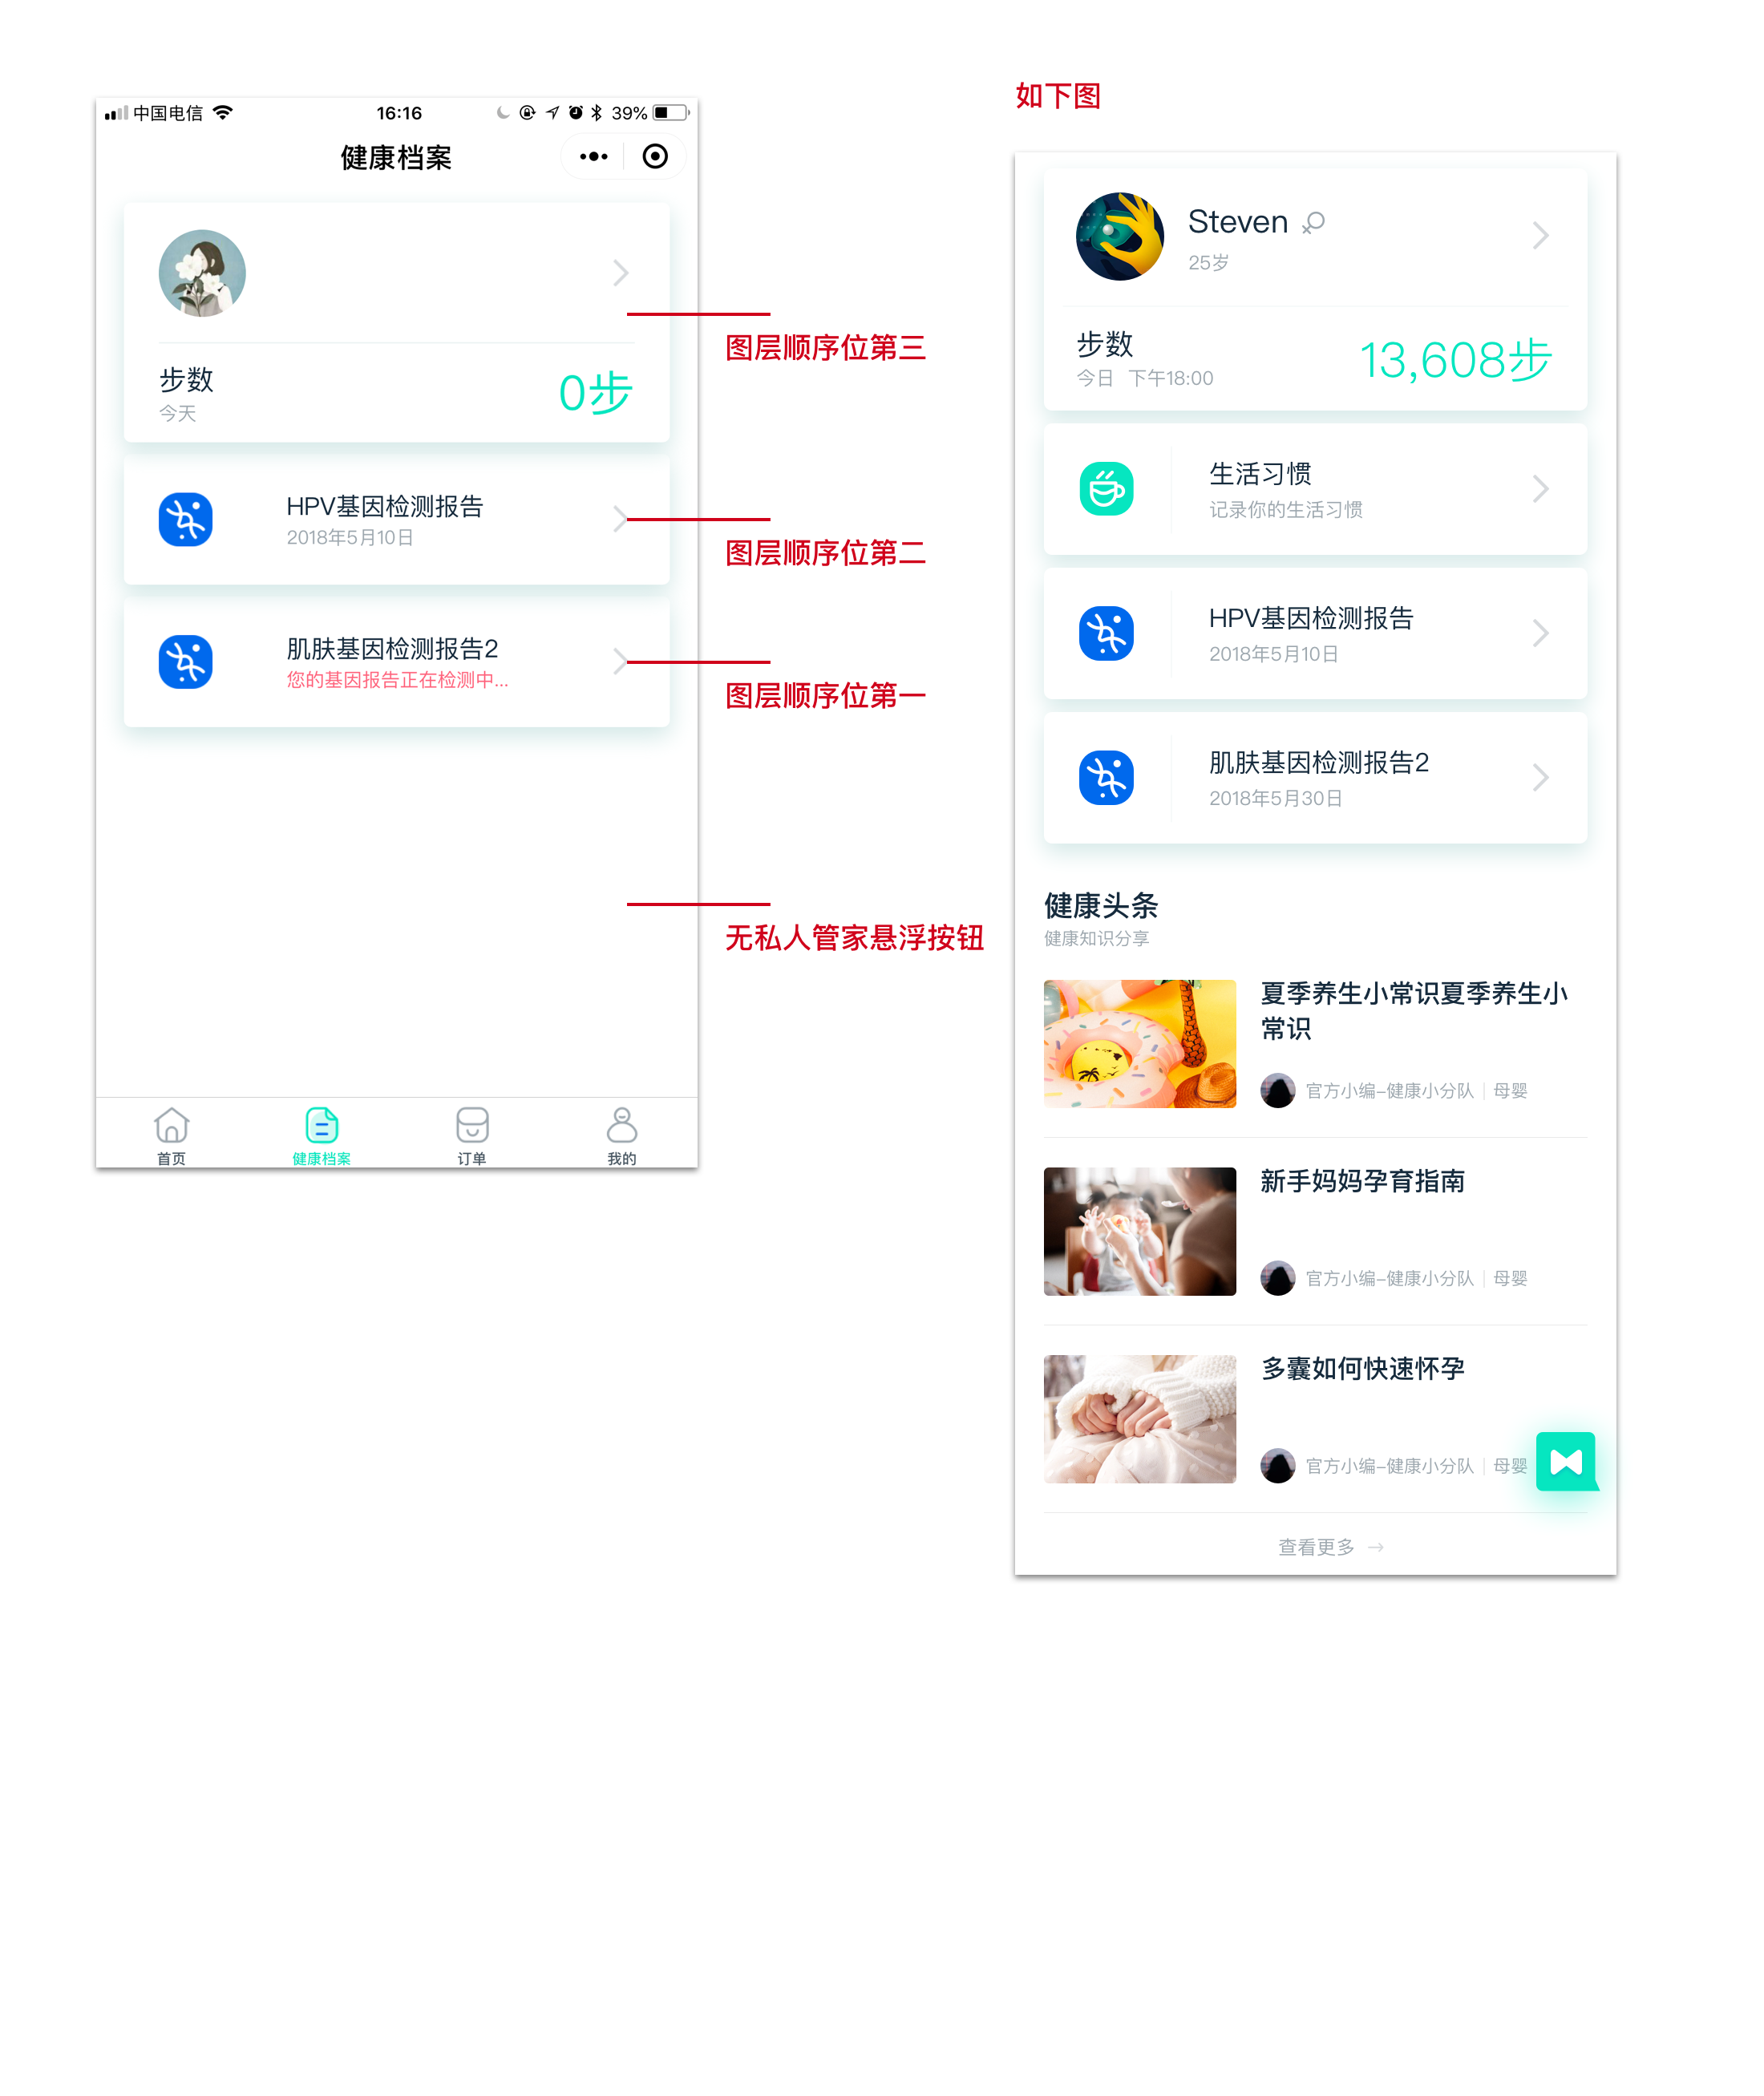 如下图
中国电信
16:16
39%
健康档案
步数
今天
0步
HPV基因检测报告
2018年5月10日
肌肤基因检测报告2
您的基因报告正在检测中...
首页
健康档案
订单
我的
图层顺序位第三
图层顺序位第二
图层顺序位第一
无私人管家悬浮按钮
Steven
25岁
步数
今日 下午18:00
13,608步
生活习惯
记录你的生活习惯
HPV基因检测报告
2018年5月10日
肌肤基因检测报告2
2018年5月30日
健康头条
健康知识分享
夏季养生小常识夏季养生小
常识
官方小编-健康小分队 | 母婴
新手妈妈孕育指南
官方小编-健康小分队 | 母婴
多囊如何快速怀孕
官方小编-健康小分队 | 母婴
查看更多 →